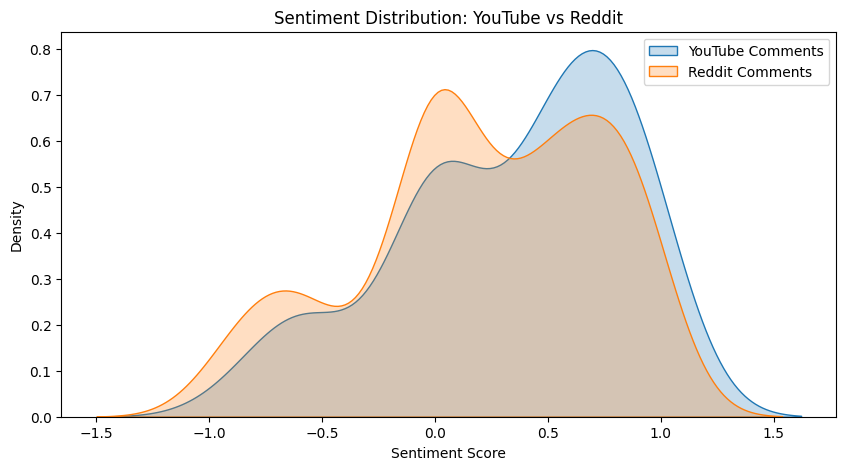 Sentiment Distribution: YouTube vs Reddit
YouTube Comments
Reddit Comments
0.8
0.7
0.6
0.5
0.4
0.3
0.2
0.1
0.0
Density
−1.5 −1.0 −0.5 0.0 0.5 1.0 1.5
Sentiment Score